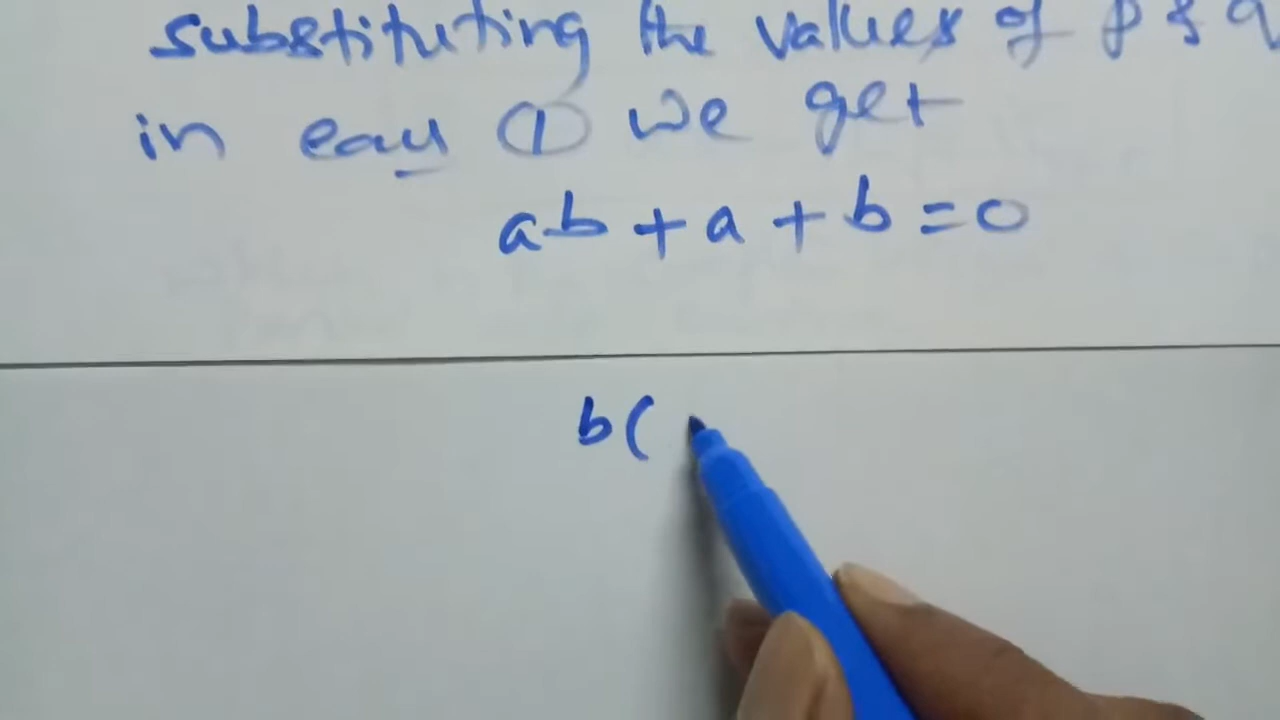 substituting the values of p & q
in eqn ① we get
ab + a + b = 0
b(